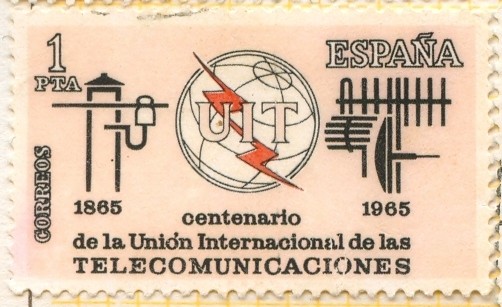 1
PTA
ESPAÑA
UIT
CORREOS
1865
1965
centenario
de la Unión Internacional de las
TELECOMUNICACIONES